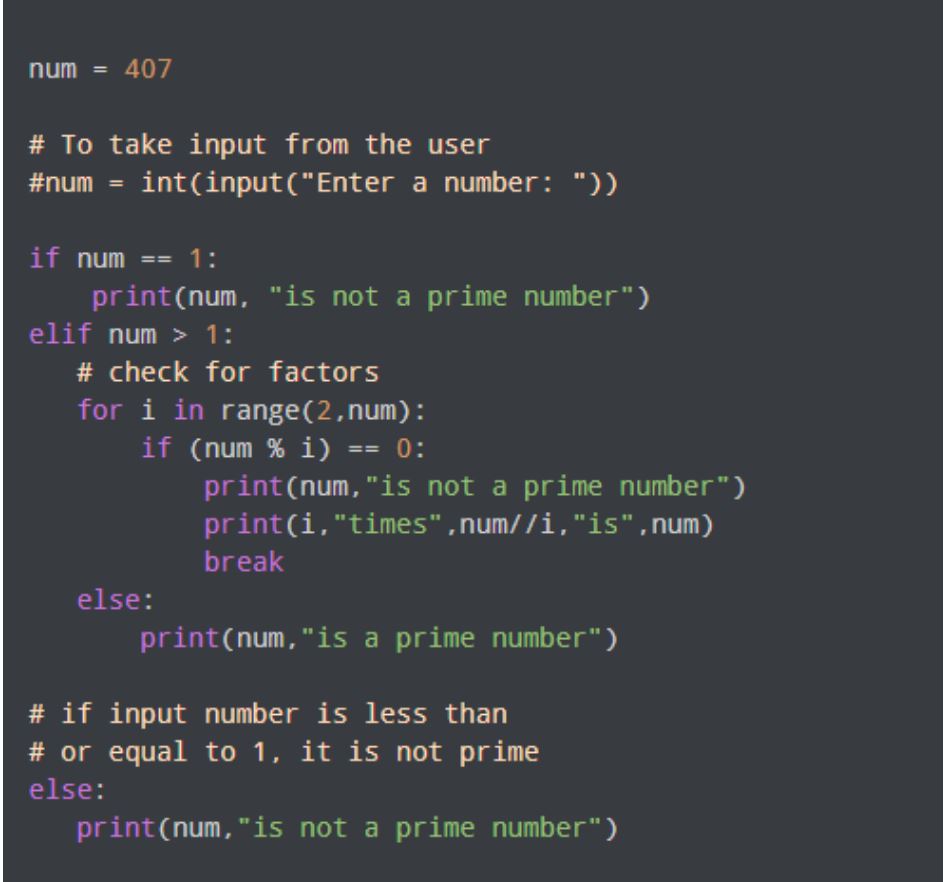 num = 407
# To take input from the user
#num = int(input("Enter a number: "))
if num == 1:
    print(num, "is not a prime number")
elif num > 1:
   # check for factors
   for i in range(2,num):
       if (num % i) == 0:
           print(num,"is not a prime number")
           print(i,"times",num//i,"is",num)
           break
   else:
       print(num,"is a prime number")
# if input number is less than
# or equal to 1, it is not prime
else:
   print(num,"is not a prime number")